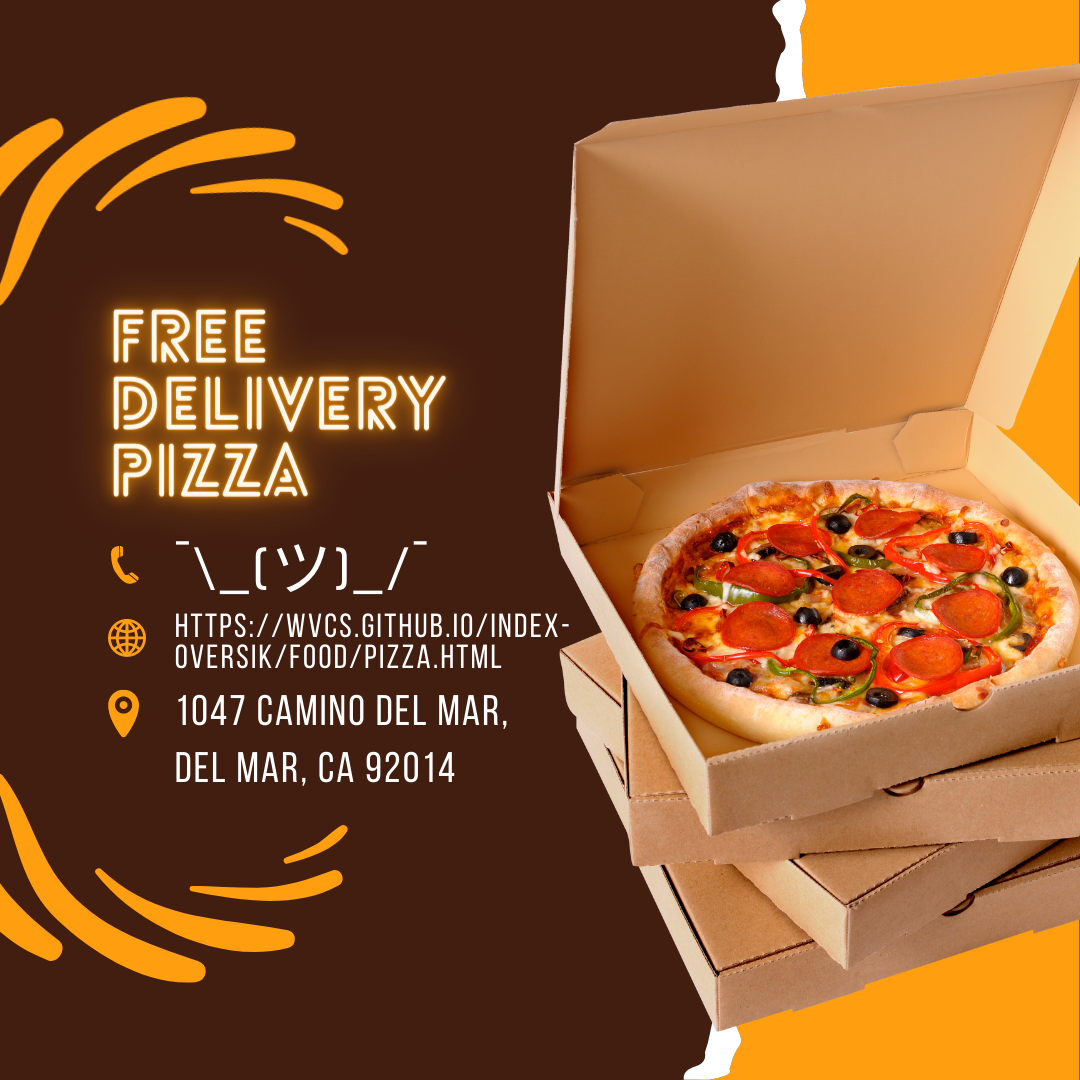 FREE
DELIVERY
PIZZA
¯\_(ツ)_/¯
HTTPS://WVCS.GITHUB.IO/INDEX-
OVERSIK/FOOD/PIZZA.HTML
1047 CAMINO DEL MAR,
DEL MAR, CA 92014